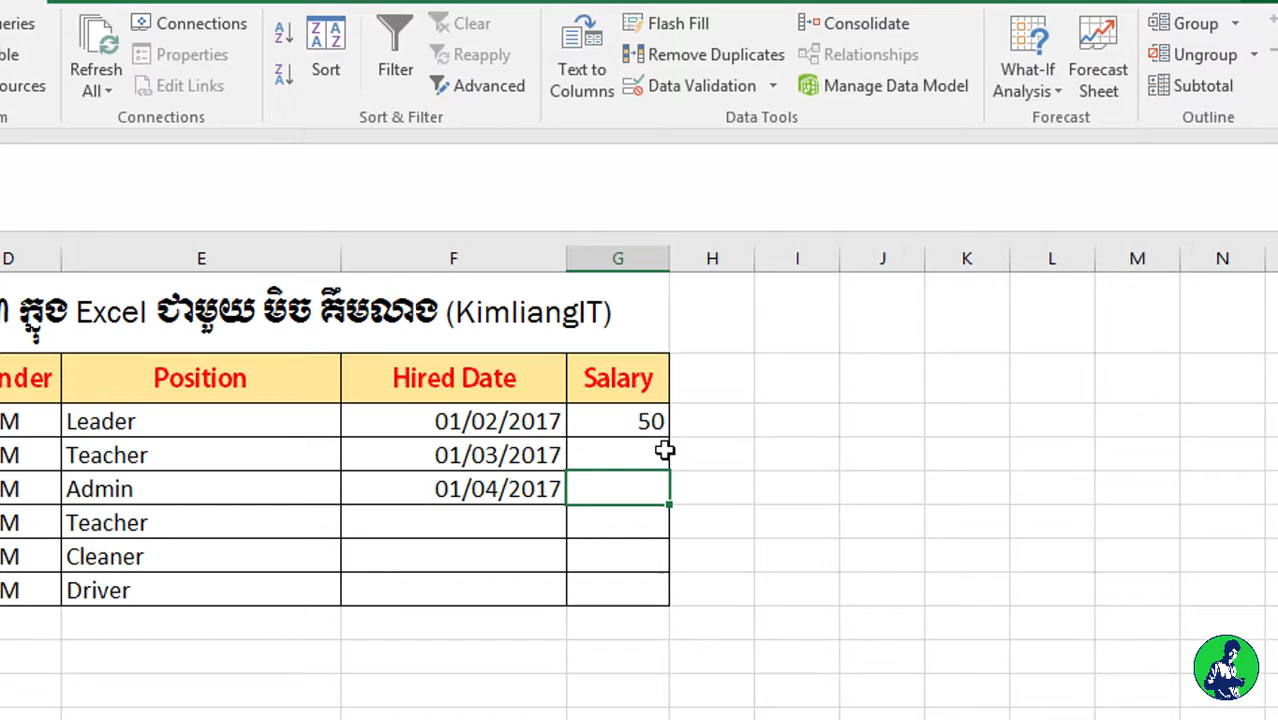 ueries Connections Clear Flash Fill Consolidate Group
ble Properties Reapply Remove Duplicates Relationships Ungroup
ources Edit Links Advanced Data Validation Manage Data Model Subtotal
Refresh All Sort Filter Text to Columns What-If Analysis Forecast Sheet
Connections Sort & Filter Data Tools Forecast Outline
D E F G H I J K L M N
ក្នុង Excel ជាមួយ មិច គឹមលាង (KimliangIT)
nder Position Hired Date Salary
M Leader 01/02/2017 50
M Teacher 01/03/2017
M Admin 01/04/2017
M Teacher
M Cleaner
M Driver